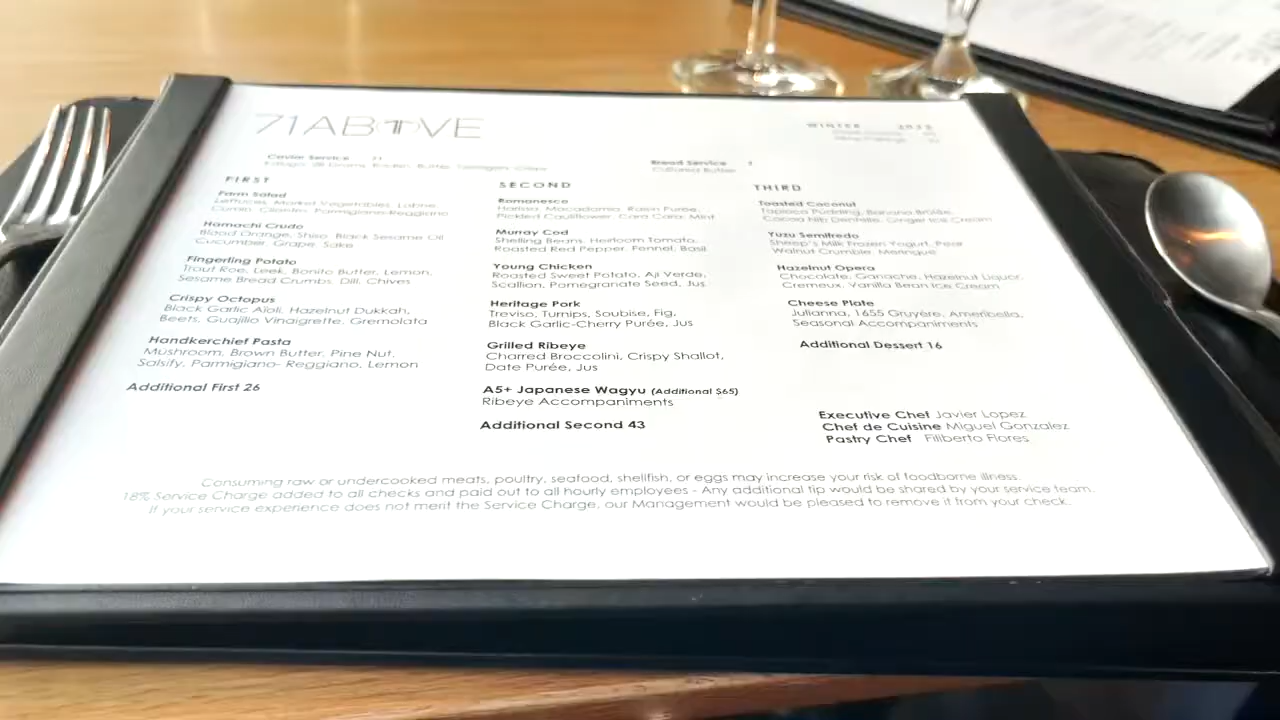 71ABOVE
WINTER
Caviar Service
Bread Service
Cultured Butter
FIRST
Farm Salad
Lettuces, Market Vegetables, Labne,
Cumin, Cilantro, Parmigiano-Reggiano
Hamachi Crudo
Blood Orange, Shiso, Black Sesame Oil
Cucumber, Grape, Sake
Fingerling Potato
Trout Roe, Leek, Bonito Butter, Lemon,
Sesame Bread Crumbs, Dill, Chives
Crispy Octopus
Black Garlic Aioli, Hazelnut Dukkah,
Beets, Guajillo Vinaigrette, Gremolata
Handkerchief Pasta
Mushroom, Brown Butter, Pine Nut,
Salsify, Parmigiano- Reggiano, Lemon
Additional First 26
SECOND
Romanesco
Harissa, Macadamia, Raisin Purée,
Pickled Cauliflower, Cara Cara, Mint
Murray Cod
Shelling Beans, Heirloom Tomato,
Roasted Red Pepper, Fennel, Basil
Young Chicken
Roasted Sweet Potato, Aji Verde,
Scallion, Pomegranate Seed, Jus
Heritage Pork
Treviso, Turnips, Soubise, Fig,
Black Garlic-Cherry Purée, Jus
Grilled Ribeye
Charred Broccolini, Crispy Shallot,
Date Purée, Jus
A5+ Japanese Wagyu (Additional $65)
Ribeye Accompaniments
Additional Second 43
THIRD
Toasted Coconut
Tapioca Pudding, Banana Brûlée,
Cocoa Nib Dentelle, Ginger Ice Cream
Yuzu Semifredo
Sheep's Milk Frozen Yogurt, Pear
Walnut Crumble, Meringue
Hazelnut Opera
Chocolate, Ganache, Hazelnut Liquor,
Cremeux, Vanilla Bean Ice Cream
Cheese Plate
Julianna, 1655 Gruyère, Ameribella,
Seasonal Accompaniments
Additional Dessert 16
Executive Chef Javier Lopez
Chef de Cuisine Miguel Gonzalez
Pastry Chef Filiberto Flores
Consuming raw or undercooked meats, poultry, seafood, shellfish, or eggs may increase your risk of foodborne illness.
18% Service Charge added to all checks and paid out to all hourly employees - Any additional tip would be shared by your service team.
If your service experience does not merit the Service Charge, our Management would be pleased to remove it from your check.